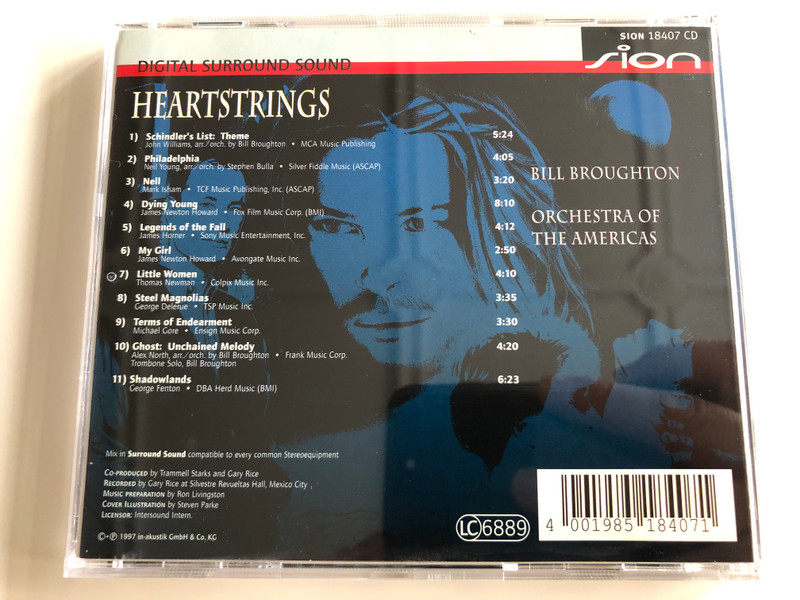 SION 18407 CD
sion
DIGITAL SURROUND SOUND
HEARTSTRINGS
1) Schindler's List: Theme 5:24
John Williams, arr./orch. by Bill Broughton • MCA Music Publishing
2) Philadelphia 4:05
Neil Young, arr./orch. by Stephen Bulla • Silver Fiddle Music (ASCAP)
3) Nell 3:20
Mark Isham • TCF Music Publishing, Inc. (ASCAP)
4) Dying Young 8:10
James Newton Howard • Fox Film Music Corp. (BMI)
5) Legends of the Fall 4:12
James Horner • Sony Music Entertainment, Inc.
6) My Girl 2:50
James Newton Howard • Avongate Music Inc.
7) Little Women 4:10
Thomas Newman • Colpix Music Inc.
8) Steel Magnolias 3:35
George Delerue • TSP Music Inc.
9) Terms of Endearment 3:30
Michael Gore • Ensign Music Corp.
10) Ghost: Unchained Melody 4:20
Alex North, arr./orch. by Bill Broughton • Frank Music Corp.
Trombone Solo, Bill Broughton
11) Shadowlands 6:23
George Fenton • DBA Herd Music (BMI)
BILL BROUGHTON
ORCHESTRA OF
THE AMERICAS
Mix in Surround Sound compatible to every common Stereoequipment
CO-PRODUCED by Trammell Starks and Gary Rice
RECORDED by Gary Rice at Silvestre Revueltas Hall, Mexico City
MUSIC PREPARATION by Ron Livingston
COVER ILLUSTRATION by Steven Parke
LICENSOR: Intersound Intern.
©+℗ 1997 in-akustik GmbH & Co. KG
LC 6889
4 001985 184071